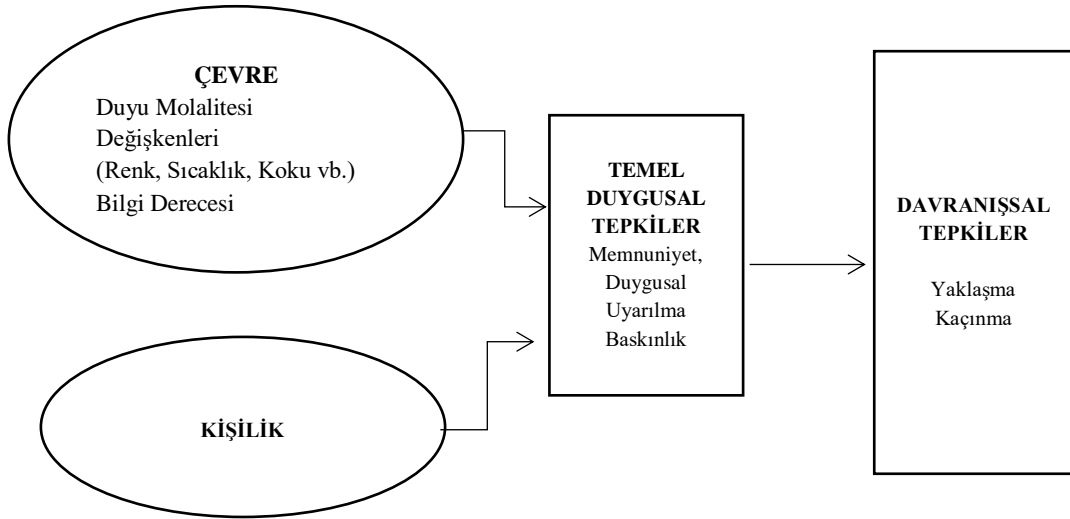 ÇEVRE
Duyu Molalitesi
Değişkenleri
(Renk, Sıcaklık, Koku vb.)
Bilgi Derecesi
KİŞİLİK
TEMEL
DUYGUSAL
TEPKİLER
Memnuniyet,
Duygusal
Uyarılma
Baskınlık
DAVRANIŞSAL
TEPKİLER
Yaklaşma
Kaçınma